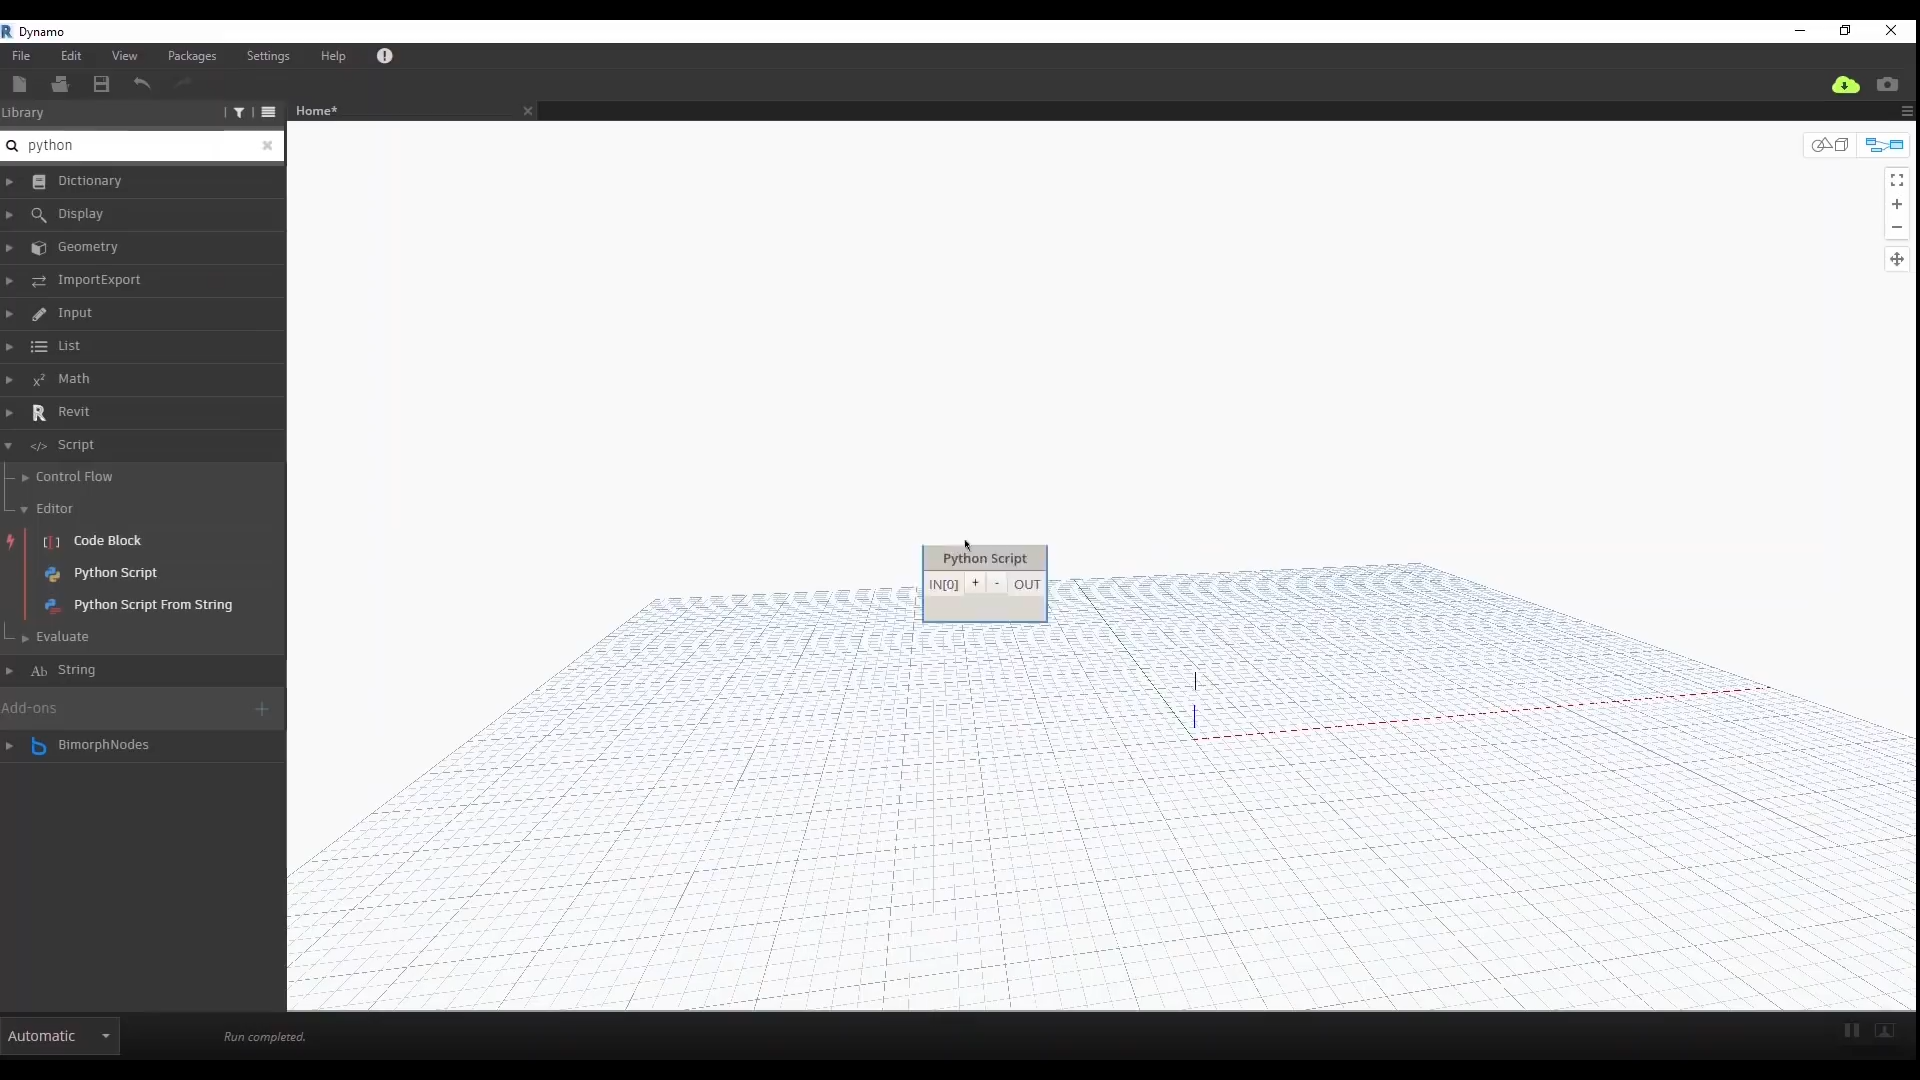 Dynamo
File Edit View Packages Settings Help
Library
Home*
python
Dictionary
Display
Geometry
ImportExport
Input
List
Math
Revit
Script
Control Flow
Editor
Code Block
Python Script
Python Script From String
Evaluate
Ab String
Add-ons
BimorphNodes
Python Script
IN[0] + - OUT
Automatic
Run completed.